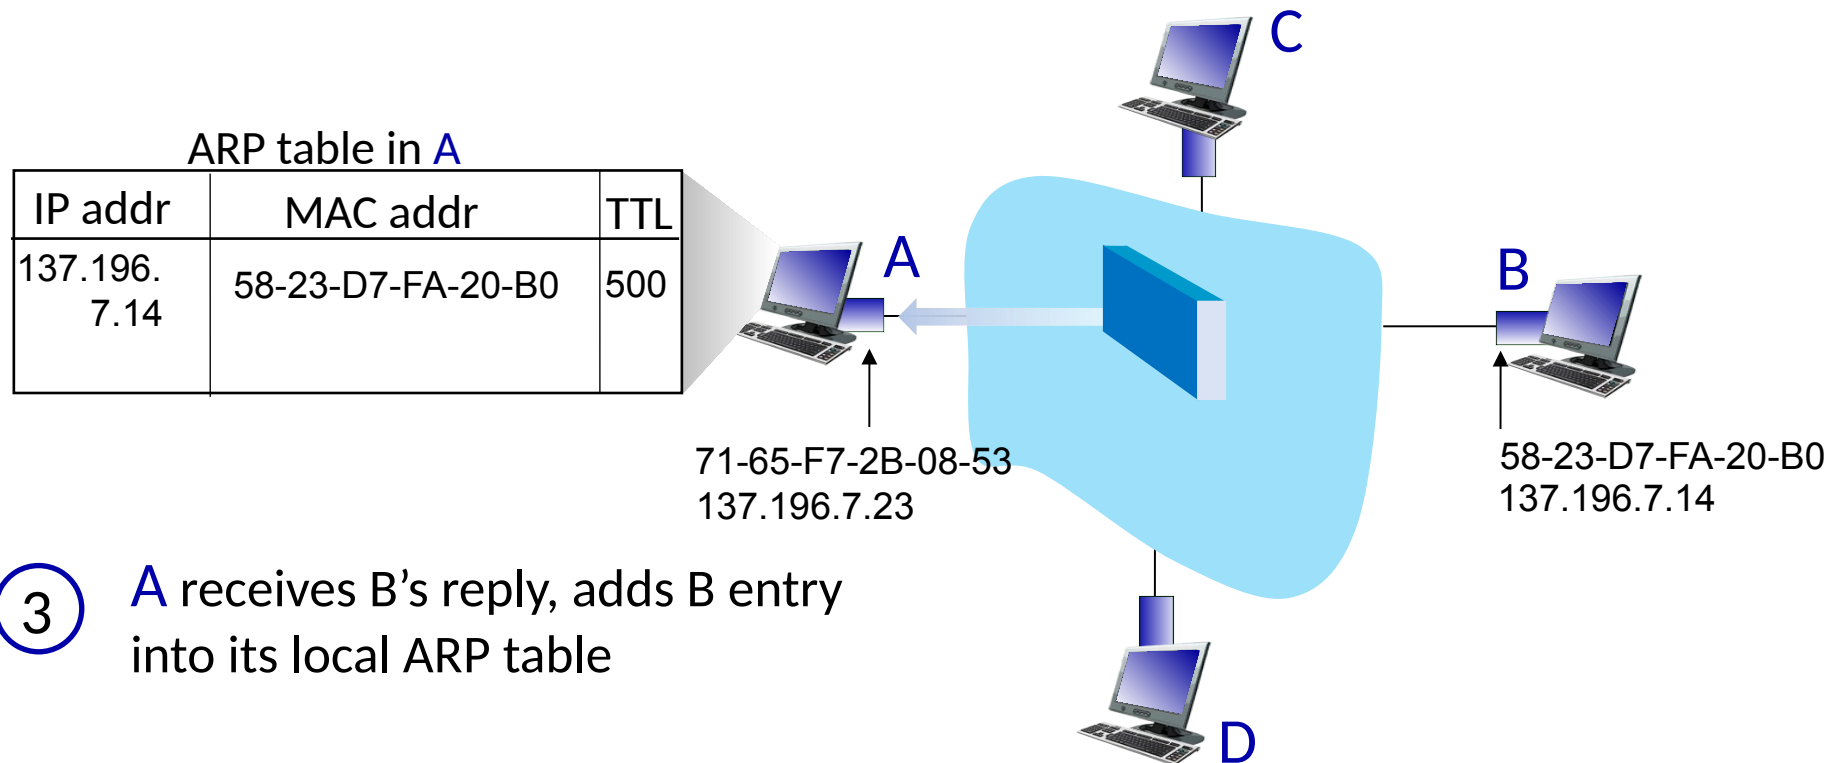 C
ARP table in A
IP addr MAC addr TTL
137.196.
7.14
58-23-D7-FA-20-B0
500
A
B
71-65-F7-2B-08-53
137.196.7.23
58-23-D7-FA-20-B0
137.196.7.14
3
A receives B’s reply, adds B entry
into its local ARP table
D